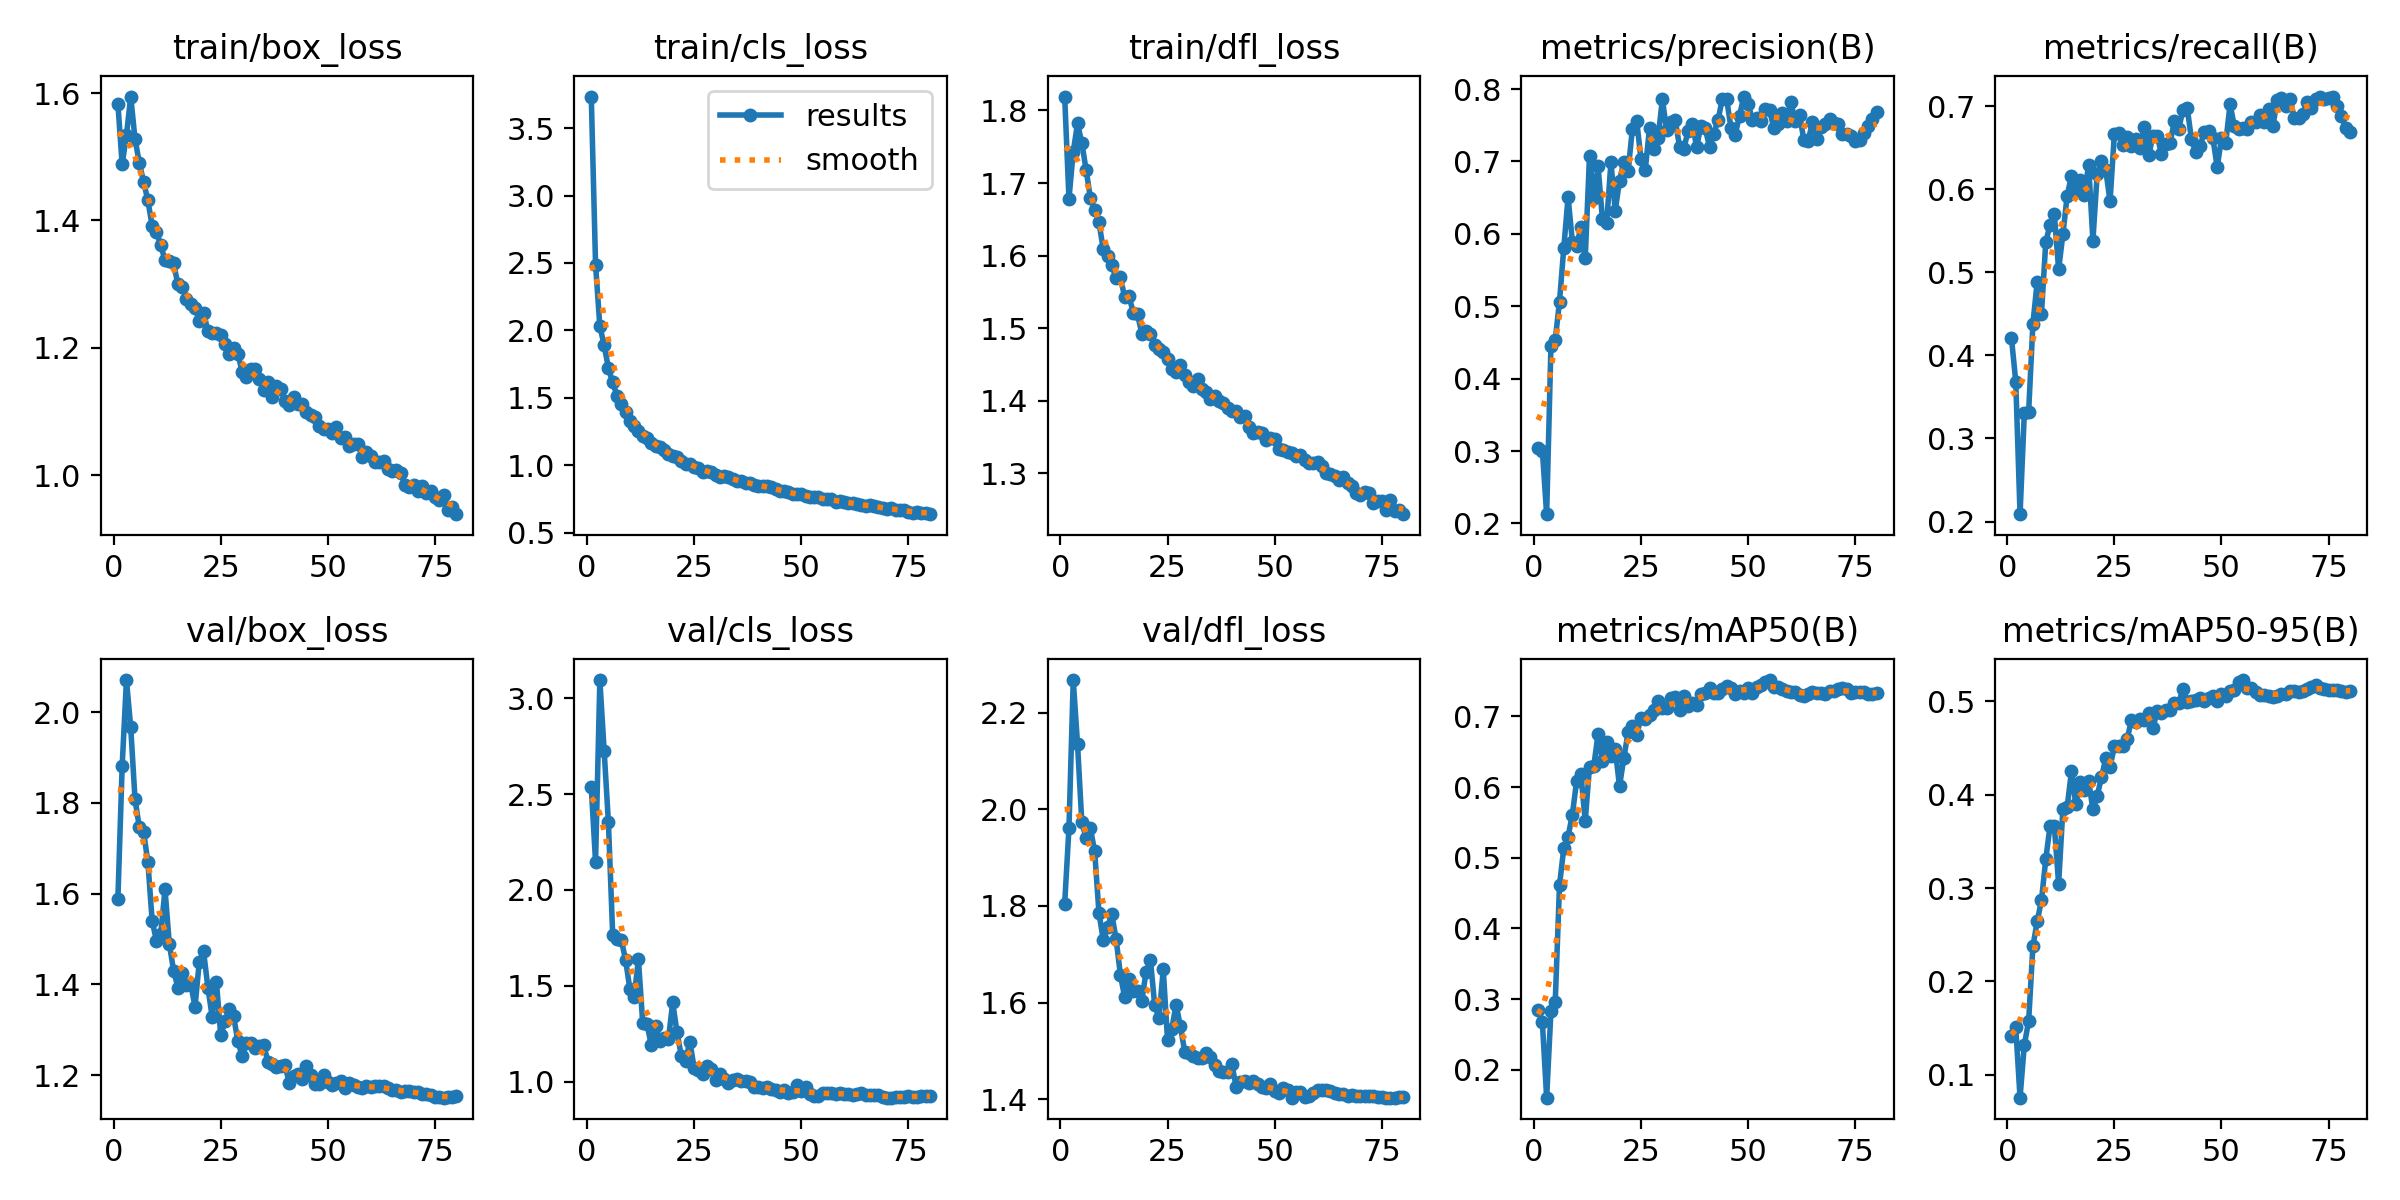 train/box_loss
train/cls_loss
train/dfl_loss
metrics/precision(B)
metrics/recall(B)
1.6
1.4
1.2
1.0
0 25 50 75
results
smooth
3.5
3.0
2.5
2.0
1.5
1.0
0.5
0 25 50 75
1.8
1.7
1.6
1.5
1.4
1.3
0 25 50 75
0.8
0.7
0.6
0.5
0.4
0.3
0.2
0 25 50 75
0.7
0.6
0.5
0.4
0.3
0.2
0 25 50 75
val/box_loss
val/cls_loss
val/dfl_loss
metrics/mAP50(B)
metrics/mAP50-95(B)
2.0
1.8
1.6
1.4
1.2
0 25 50 75
3.0
2.5
2.0
1.5
1.0
0 25 50 75
2.2
2.0
1.8
1.6
1.4
0 25 50 75
0.7
0.6
0.5
0.4
0.3
0.2
0 25 50 75
0.5
0.4
0.3
0.2
0.1
0 25 50 75